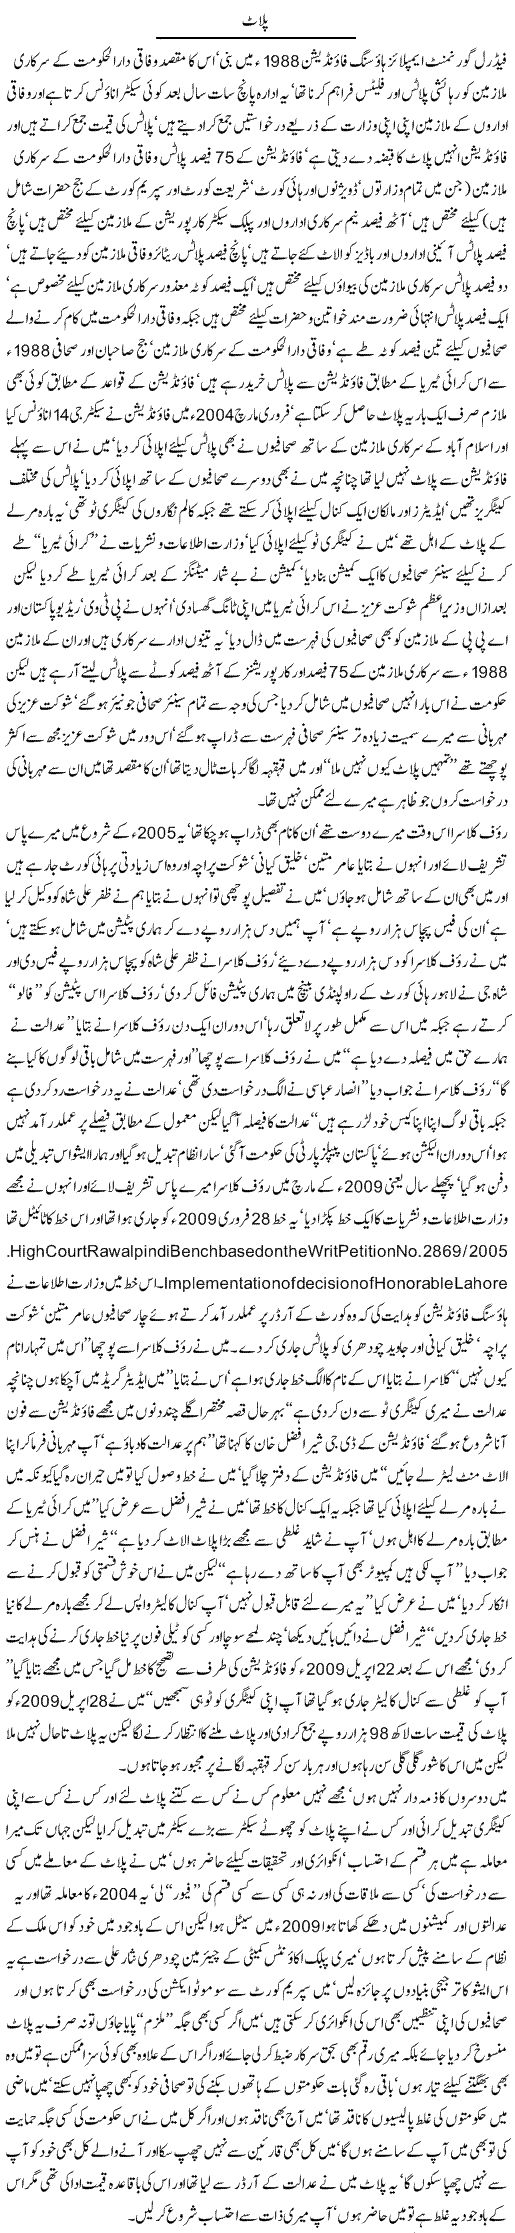 پلاٹ
فیڈرل گورنمنٹ ایمپلائز ہاؤسنگ فاؤنڈیشن 1988ء میں بنی‘ اس کا مقصد وفاقی دارالحکومت کے سرکاری
ملازمین کو رہائشی پلاٹس اور فلیٹس فراہم کرنا تھا‘ یہ ادارہ پانچ سات سال بعد کوئی سیکٹر اناؤنس کرتا ہے اور وفاقی
اداروں کے ملازمین اپنی اپنی وزارت کے ذریعے درخواستیں جمع کرا دیتے ہیں‘ پلاٹس کی قیمت جمع کراتے ہیں اور
فاؤنڈیشن انہیں پلاٹ کا قبضہ دے دیتی ہے‘ فاؤنڈیشن کے 75 فیصد پلاٹس وفاقی دارالحکومت کے سرکاری
ملازمین (جن میں تمام وزارتوں‘ ڈویژنوں اور ہائی کورٹ‘ شریعت کورٹ اور سپریم کورٹ کے جج حضرات شامل
ہیں) کیلئے مختص ہیں‘ آٹھ فیصد نیم سرکاری اداروں اور پبلک سیکٹر کارپوریشن کے ملازمین کیلئے مختص ہیں‘ پانچ
فیصد پلاٹس آئینی اداروں اور باڈیز کو الاٹ کئے جاتے ہیں‘ پانچ فیصد پلاٹس ریٹائر وفاقی ملازمین کو دیئے جاتے ہیں‘
دو فیصد پلاٹس سرکاری ملازمین کی بیواؤں کیلئے مختص ہیں‘ ایک فیصد کوٹہ معذور سرکاری ملازمین کیلئے مخصوص ہے‘
ایک فیصد پلاٹس انتہائی ضرورت مند خواتین و حضرات کیلئے مختص ہیں جبکہ وفاقی دارالحکومت میں کام کرنے والے
صحافیوں کیلئے تین فیصد کوٹہ طے ہے‘ وفاقی دارالحکومت کے سرکاری ملازمین‘ جج صاحبان اور صحافی 1988ء
سے اس کرائی ٹیریا کے مطابق فاؤنڈیشن سے پلاٹس خرید رہے ہیں‘ فاؤنڈیشن کے قواعد کے مطابق کوئی بھی
ملازم صرف ایک بار یہ پلاٹ حاصل کر سکتا ہے‘ فروری مارچ 2004ء میں فاؤنڈیشن نے سیکٹر جی 14 اناؤنس کیا
اور اسلام آباد کے سرکاری ملازمین کے ساتھ صحافیوں نے بھی پلاٹس کیلئے اپلائی کر دیا‘ میں نے اس سے پہلے
فاؤنڈیشن سے پلاٹ نہیں لیا تھا چنانچہ میں نے بھی دوسرے صحافیوں کے ساتھ اپلائی کر دیا‘ پلاٹس کی مختلف
کیٹگریز تھیں‘ ایڈیٹرز اور مالکان ایک کنال کیلئے اپلائی کر سکتے تھے جبکہ کالم نگاروں کی کیٹگری ٹو تھی‘ یہ بارہ مرلے
کے پلاٹ کے اہل تھے‘ میں نے کیٹگری ٹو کیلئے اپلائی کیا‘ وزارت اطلاعات و نشریات نے ’’کرائی ٹیریا‘‘ طے
کرنے کیلئے سینئر صحافیوں کا ایک کمیشن بنا دیا‘ کمیشن نے بے شمار میٹنگز کے بعد کرائی ٹیریا طے کر دیا لیکن
بعد ازاں وزیراعظم شوکت عزیز نے اس کرائی ٹیریا میں اپنی ٹانگ گھسا دی‘ انہوں نے پی ٹی وی‘ ریڈیو پاکستان اور
اے پی پی کے ملازمین کو بھی صحافیوں کی فہرست میں ڈال دیا‘ یہ تینوں ادارے سرکاری ہیں اور ان کے ملازمین
1988ء سے سرکاری ملازمین کے 75 فیصد اور کارپوریشنز کے آٹھ فیصد کوٹے سے پلاٹس لیتے آ رہے ہیں لیکن
حکومت نے اس بار انہیں صحافیوں میں شامل کر دیا جس کی وجہ سے تمام سینئر صحافی جونیئر ہو گئے‘ شوکت عزیز کی
مہربانی سے میرے سمیت زیادہ تر سینئر صحافی فہرست سے ڈراپ ہو گئے‘ اس دور میں شوکت عزیز مجھ سے اکثر
پوچھتے تھے ’’تمہیں پلاٹ کیوں نہیں ملا‘‘ اور میں قہقہہ لگا کر بات ٹال دیتا تھا‘ ان کا مقصد تھا میں ان سے مہربانی کی
درخواست کروں جو ظاہر ہے میرے لئے ممکن نہیں تھا۔
رؤف کلاسرا اس وقت میرے دوست تھے‘ ان کا نام بھی ڈراپ ہو چکا تھا‘ یہ 2005ء کے شروع میں میرے پاس
تشریف لائے اور انہوں نے بتایا عامر متین‘ خلیق کیانی‘ شوکت پراچہ اور وہ اس زیادتی پر ہائی کورٹ جا رہے ہیں
اور میں بھی ان کے ساتھ شامل ہو جاؤں‘ میں نے تفصیل پوچھی تو انہوں نے بتایا ہم نے ظفر علی شاہ کو وکیل کر لیا
ہے‘ ان کی فیس پچاس ہزار روپے ہے‘ آپ ہمیں دس ہزار روپے دے کر ہماری پٹیشن میں شامل ہو سکتے ہیں‘
میں نے رؤف کلاسرا کو دس ہزار روپے دے دیئے‘ رؤف کلاسرا نے ظفر علی شاہ کو پچاس ہزار روپے فیس دی اور
شاہ جی نے لاہور ہائی کورٹ کے راولپنڈی بینچ میں ہماری پٹیشن فائل کر دی‘ رؤف کلاسرا اس پٹیشن کو ’’فالو‘‘
کرتے رہے جبکہ میں اس سے مکمل طور پر لاتعلق رہا‘ اس دوران ایک دن رؤف کلاسرا نے بتایا ’’عدالت نے
ہمارے حق میں فیصلہ دے دیا ہے‘‘ میں نے رؤف کلاسرا سے پوچھا ’’اور فہرست میں شامل باقی لوگوں کا کیا بنے
گا‘‘ رؤف کلاسرا نے جواب دیا ’’انصار عباسی نے الگ درخواست دی تھی‘ عدالت نے یہ درخواست رد کر دی ہے
جبکہ باقی لوگ اپنا اپنا کیس خود لڑ رہے ہیں‘‘ عدالت کا فیصلہ آ گیا لیکن معمول کے مطابق فیصلے پر عملدرآمد نہیں
ہوا‘ اس دوران الیکشن ہوئے‘ پاکستان پیپلز پارٹی کی حکومت آ گئی‘ سارا نظام تبدیل ہو گیا اور ہمارا ایشو اس تبدیلی میں
دفن ہو گیا‘ پچھلے سال یعنی 2009ء کے مارچ میں رؤف کلاسرا میرے پاس تشریف لائے اور انہوں نے مجھے
وزارت اطلاعات و نشریات کا ایک خط پکڑا دیا‘ یہ خط 28 فروری 2009ء کو جاری ہوا تھا اور اس خط کا ٹائیٹل تھا
.HighCourtRawalpindiBenchbasedontheWritPetitionNo.2869/2005
ImplementationofdecisionofHonorableLahore۔ اس خط میں وزارت اطلاعات نے
ہاؤسنگ فاؤنڈیشن کو ہدایت کی کہ وہ کورٹ کے آرڈر پر عملدرآمد کرتے ہوئے چار صحافیوں عامر متین‘ شوکت
پراچہ‘ خلیق کیانی اور جاوید چودھری کو پلاٹس جاری کر دے۔ میں نے رؤف کلاسرا سے پوچھا ’’اس میں تمہارا نام
کیوں نہیں‘‘ کلاسرا نے بتایا اس کے نام کا الگ خط جاری ہوا ہے‘ اس نے بتایا ’’میں ایڈیٹر گریڈ میں آ چکا ہوں چنانچہ
عدالت نے میری کیٹگری ٹو سے ون کر دی ہے‘‘ بہرحال قصہ مختصر اگلے چند دنوں میں مجھے فاؤنڈیشن سے فون
آنا شروع ہو گئے‘ فاؤنڈیشن کے ڈی جی شیر افضل خان کا کہنا تھا ’’ہم پر عدالت کا دباؤ ہے‘ آپ مہربانی فرما کر اپنا
الاٹ منٹ لیٹر لے جائیں‘‘ میں فاؤنڈیشن کے دفتر چلا گیا‘ میں نے خط وصول کیا تو میں حیران رہ گیا کیونکہ میں
نے بارہ مرلے کیلئے اپلائی کیا تھا جبکہ یہ ایک کنال کا خط تھا‘ میں نے شیر افضل سے عرض کیا ’’میں کرائی ٹیریا کے
مطابق بارہ مرلے کا اہل ہوں‘ آپ نے شاید غلطی سے مجھے بڑا پلاٹ الاٹ کر دیا ہے‘‘ شیر افضل نے ہنس کر
جواب دیا ’’آپ لکی ہیں کمپیوٹر بھی آپ کا ساتھ دے رہا ہے‘‘ لیکن میں نے اس خوش قسمتی کو قبول کرنے سے
انکار کر دیا‘ میں نے عرض کیا ’’یہ میرے لئے قابل قبول نہیں‘ آپ کنال کا لیٹر واپس لے کر مجھے بارہ مرلے کا نیا
خط جاری کر دیں‘‘ شیر افضل نے دائیں بائیں دیکھا‘ چند لمحے سوچا اور کسی کو ٹیلی فون پر نیا خط جاری کرنے کی ہدایت
کر دی‘ مجھے اس کے بعد 22 اپریل 2009ء کو فاؤنڈیشن کی طرف سے تصحیح کا خط مل گیا جس میں مجھے بتایا گیا ’’
آپ کو غلطی سے کنال کا لیٹر جاری ہو گیا تھا آپ اپنی کیٹگری کو ٹو ہی سمجھیں‘‘ میں نے 28 اپریل 2009ء کو
پلاٹ کی قیمت سات لاکھ 98 ہزار روپے جمع کرا دی اور پلاٹ ملنے کا انتظار کرنے لگا لیکن یہ پلاٹ تاحال نہیں ملا
لیکن میں اس کا شور گلی گلی سن رہا ہوں اور ہر بار سن کر قہقہہ لگانے پر مجبور ہو جاتا ہوں۔
میں دوسروں کا ذمہ دار نہیں ہوں‘ مجھے نہیں معلوم کس نے کس سے کتنے پلاٹ لئے اور کس نے کس سے اپنی
کیٹگری تبدیل کرائی اور کس نے اپنے پلاٹ کو چھوٹے سیکٹر سے بڑے سیکٹر میں تبدیل کرایا لیکن جہاں تک میرا
معاملہ ہے میں ہر قسم کے احتساب‘ انکوائری اور تحقیقات کیلئے حاضر ہوں‘ میں نے پلاٹ کے معاملے میں کسی
سے درخواست کی‘ کسی سے ملاقات کی اور نہ ہی کسی سے کسی قسم کی ’’فیور‘‘ لی‘ یہ 2004ء کا معاملہ تھا اور یہ
عدالتوں اور کمیشنوں میں دھکے کھاتا ہوا 2009ء میں سیٹل ہوا لیکن اس کے باوجود میں خود کو اس ملک کے
نظام کے سامنے پیش کرتا ہوں‘ میری پبلک اکاؤنٹس کمیٹی کے چیئرمین چودھری نثار علی سے درخواست ہے یہ
اس ایشو کا ترجیحی بنیادوں پر جائزہ لیں‘ میں سپریم کورٹ سے سوموٹو ایکشن کی درخواست بھی کرتا ہوں اور
صحافیوں کی اپنی تنظیمیں بھی اس کی انکوائری کر سکتی ہیں‘ میں اگر کسی بھی جگہ ’’ملزم‘‘ پایا جاؤں تو نہ صرف یہ پلاٹ
منسوخ کر دیا جائے بلکہ میری رقم بھی بحق سرکار ضبط کر لی جائے اور اگر اس کے علاوہ بھی کوئی سزا ممکن ہے تو میں وہ
بھی بھگتنے کیلئے تیار ہوں‘ باقی رہ گئی بات حکومتوں کے ہاتھوں بکنے کی تو صحافی خود کو کبھی چھپا نہیں سکتے‘ میں ماضی
میں حکومتوں کی غلط پالیسیوں کا ناقد تھا‘ میں آج بھی ناقد ہوں اور اگر کل میں نے اس حکومت کی کسی جگہ حمایت
کی تو بھی میں آپ کے سامنے ہوں گا‘ میں کل بھی قارئین سے نہیں چھپ سکا اور آنے والے کل بھی خود کو آپ
سے نہیں چھپا سکوں گا‘ یہ پلاٹ میں نے عدالت کے آرڈر سے لیا تھا اور اس کی باقاعدہ قیمت ادا کی تھی مگر اس
کے باوجود یہ غلط ہے تو میں حاضر ہوں‘ آپ میری ذات سے احتساب شروع کر لیں۔